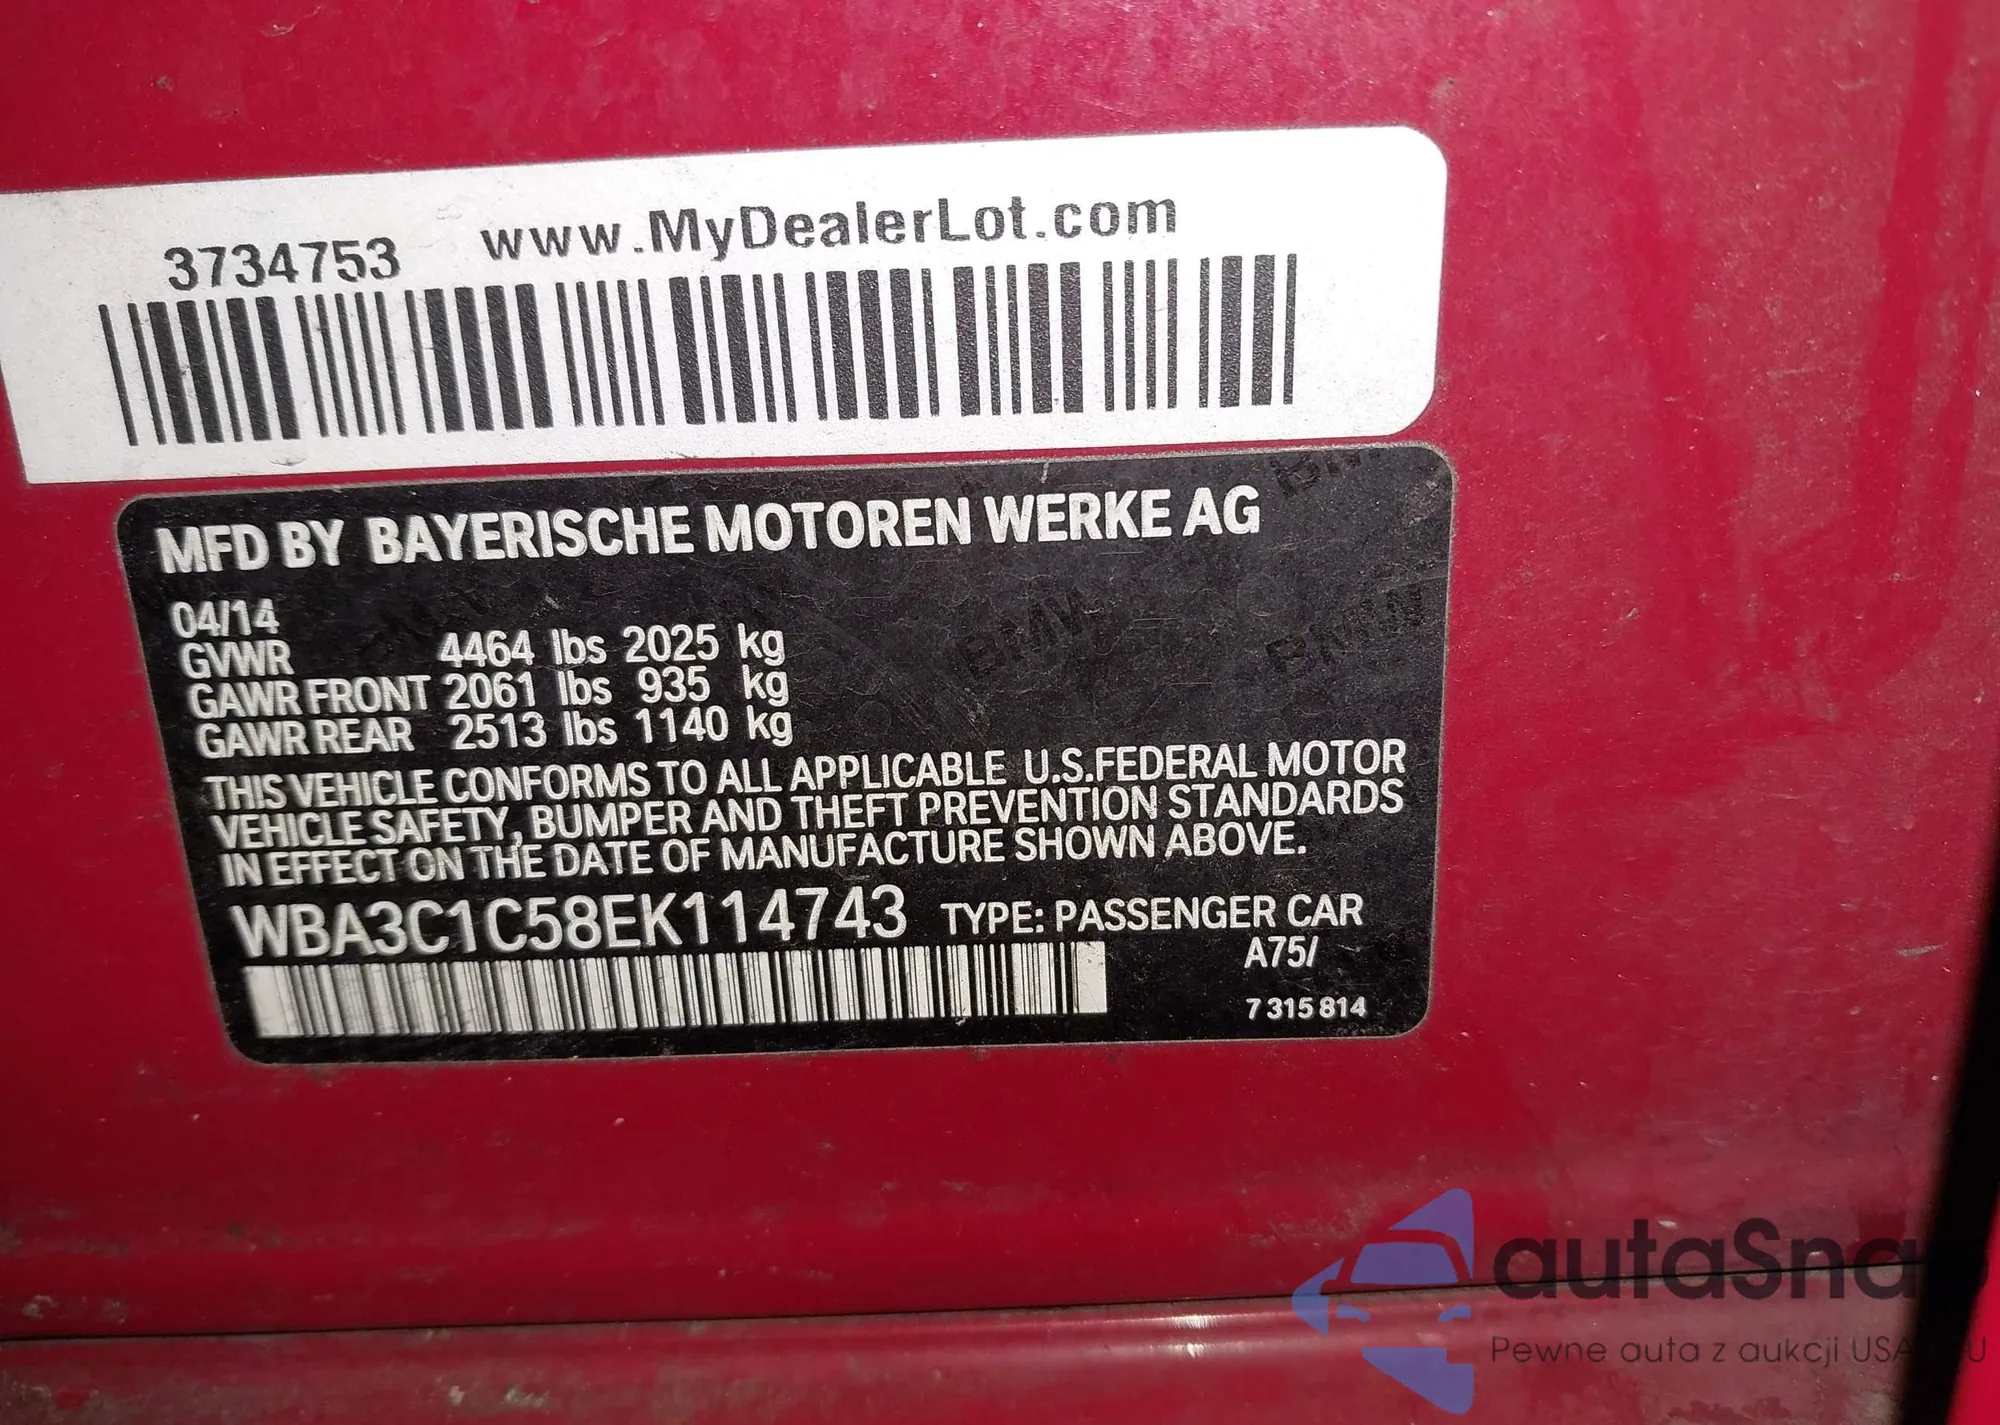 3734753 www.MyDealerLot.com
MFD BY BAYERISCHE MOTOREN WERKE AG
04/14
GVWR 4464 lbs 2025 kg
GAWR FRONT 2061 lbs 935 kg
GAWR REAR 2513 lbs 1140 kg
THIS VEHICLE CONFORMS TO ALL APPLICABLE U.S.FEDERAL MOTOR
VEHICLE SAFETY, BUMPER AND THEFT PREVENTION STANDARDS
IN EFFECT ON THE DATE OF MANUFACTURE SHOWN ABOVE.
WBA3C1C58EK114743 TYPE: PASSENGER CAR
A75/
7 315 814
BMW
BMW
autaSna
Pewne auta z aukcji USA